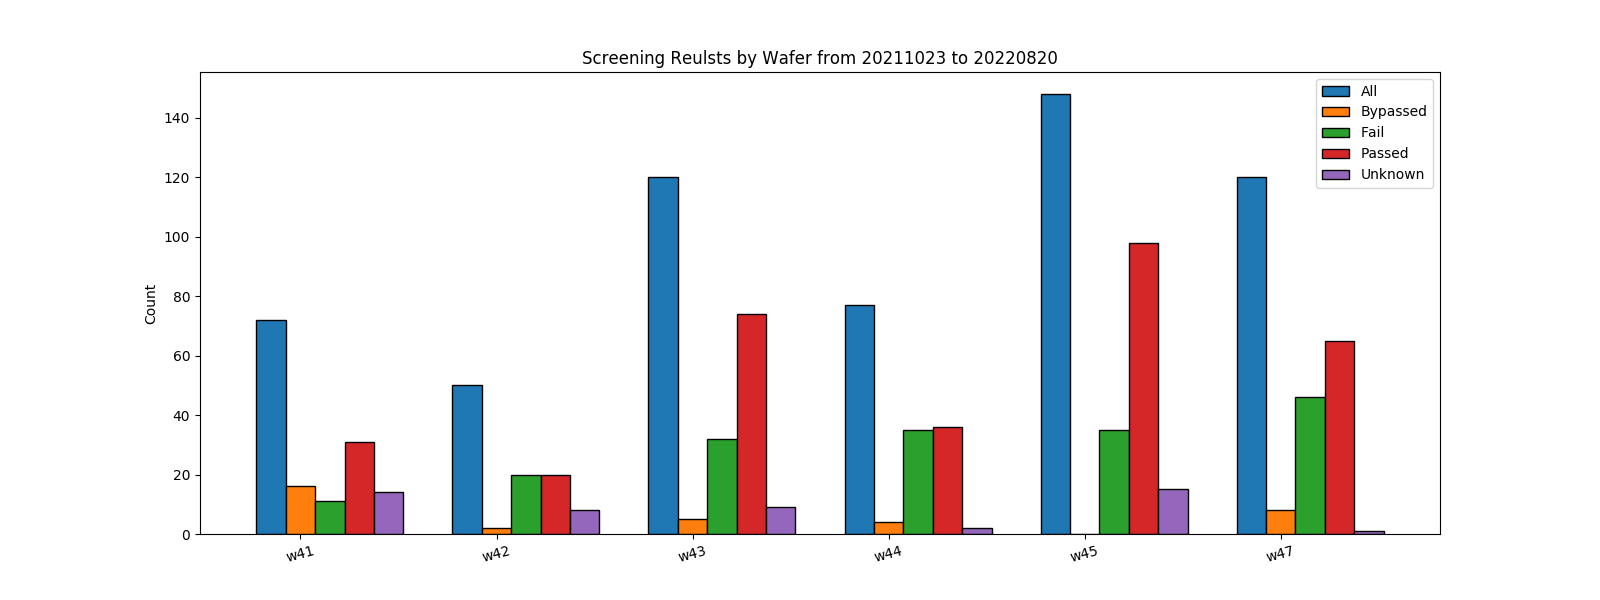 Screening Reulsts by Wafer from 20211023 to 20220820
All
Bypassed
Fail
Passed
Unknown
Count
140
120
100
80
60
40
20
0
w41
w42
w43
w44
w45
w47